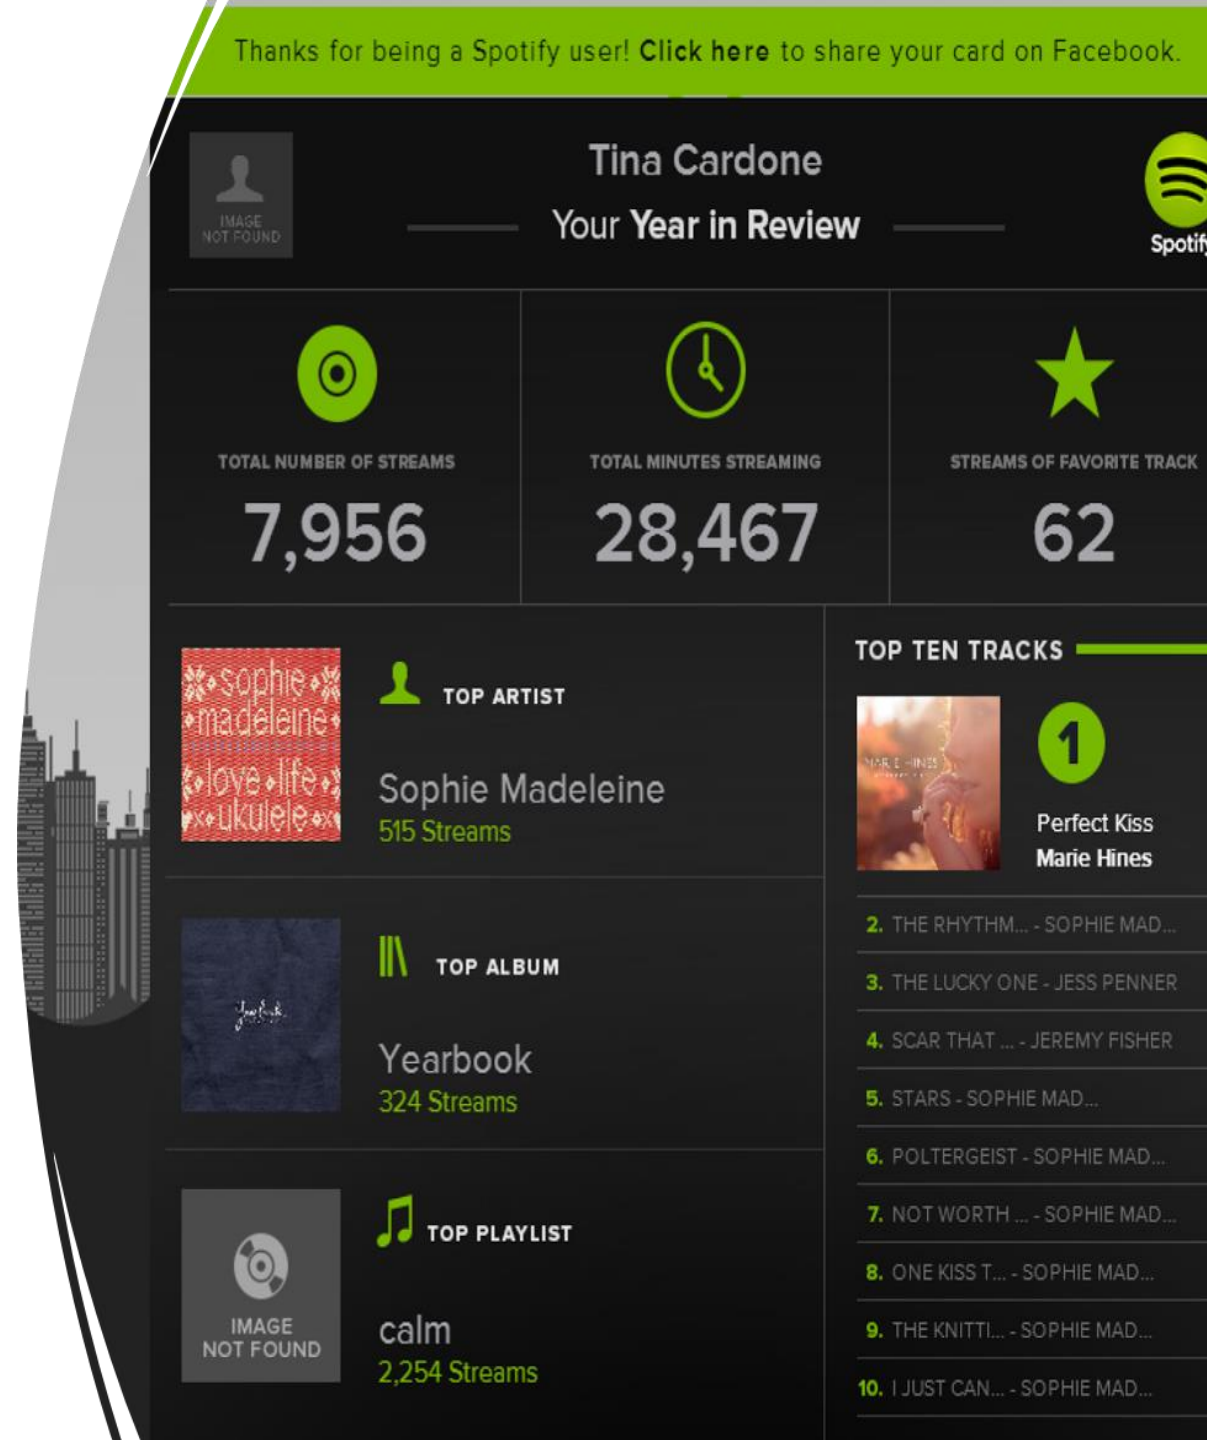 Thanks for being a Spotify user! Click here to share your card on Facebook.
IMAGE
NOT FOUND
Tina Cardone
Your Year in Review
Spotify
TOTAL NUMBER OF STREAMS
7,956
TOTAL MINUTES STREAMING
28,467
STREAMS OF FAVORITE TRACK
62
sophie
madeleine
love life
ukulele
TOP ARTIST
Sophie Madeleine
515 Streams
Yearbook
TOP ALBUM
Yearbook
324 Streams
IMAGE
NOT FOUND
TOP PLAYLIST
calm
2,254 Streams
TOP TEN TRACKS
MARIE HINES
1
Perfect Kiss
Marie Hines
2. THE RHYTHM... - SOPHIE MAD...
3. THE LUCKY ONE - JESS PENNER
4. SCAR THAT ... - JEREMY FISHER
5. STARS - SOPHIE MAD...
6. POLTERGEIST - SOPHIE MAD...
7. NOT WORTH ... - SOPHIE MAD...
8. ONE KISS T... - SOPHIE MAD...
9. THE KNITTI... - SOPHIE MAD...
10. I JUST CAN... - SOPHIE MAD...